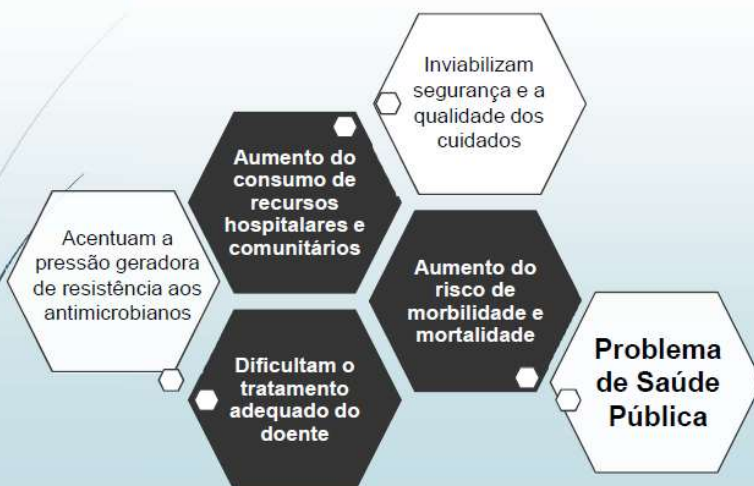 Inviabilizam
segurança e a
qualidade dos
cuidados
Aumento do
consumo de
recursos
hospitalares e
comunitários
Acentuam a
pressão geradora
de resistência aos
antimicrobianos
Aumento do
risco de
morbilidade e
mortalidade
Dificultam o
tratamento
adequado do
doente
Problema
de Saúde
Pública